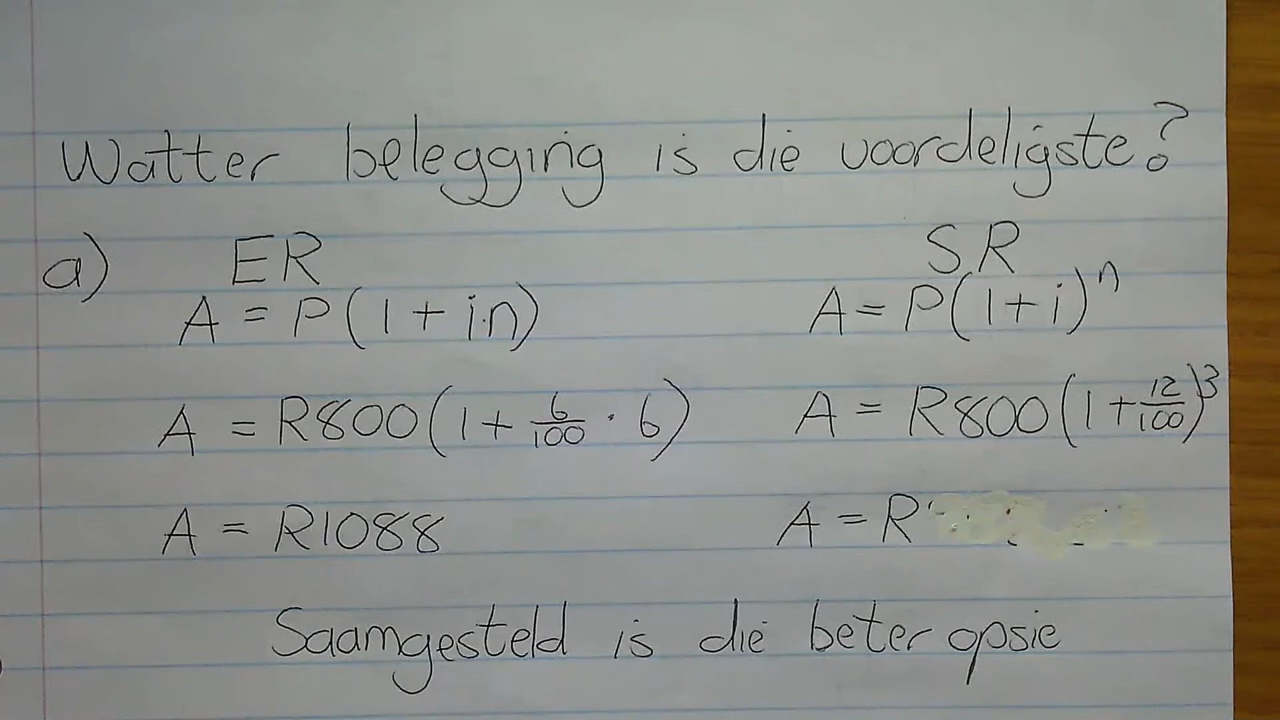 Watter belegging is die voordeligste?
a) ER SR
A = P(1 + i.n) A = P(1+i)^n
A = R800(1 + 6/100 · 6) A = R800(1+12/100)^3
A = R1088 A = R
Saamgesteld is die beter opsie